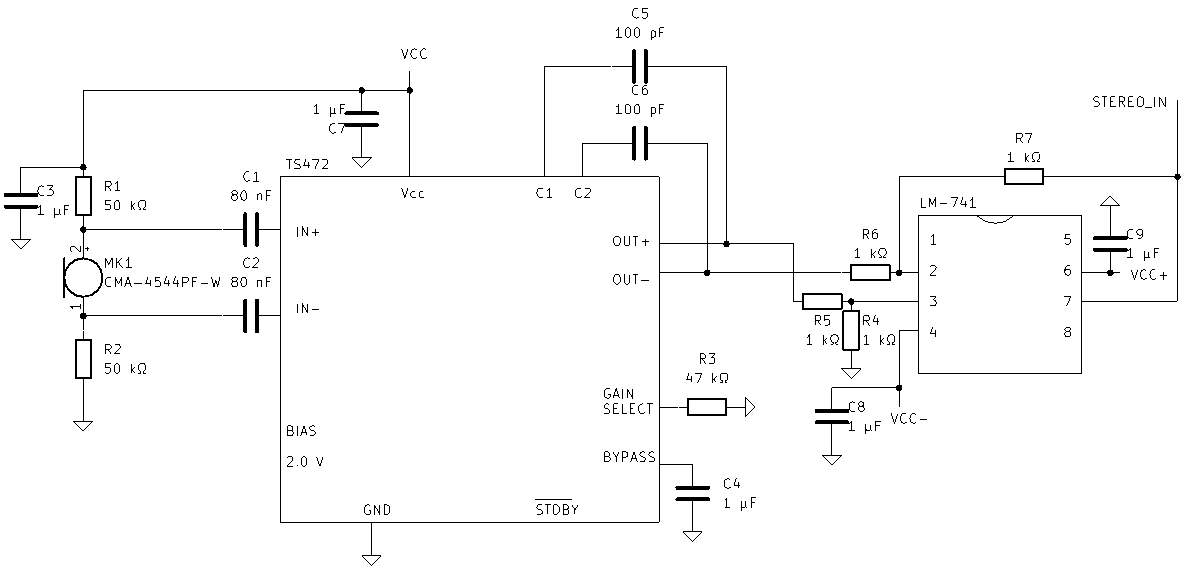 C5
100 pF
VCC
C6
100 pF
STEREO_IN
1 µF
C7
R7
1 kΩ
TS472
C1
80 nF
Vcc
C1
C2
C3
1 µF
R1
50 kΩ
LM-741
IN+
OUT+
R6
1 kΩ
1
5
C9
1 µF
2 +
MK1
CMA-4544PF-W
C2
80 nF
OUT-
2
6
VCC+
1
IN-
3
7
R5
1 kΩ
R4
1 kΩ
4
8
R2
50 kΩ
R3
47 kΩ
GAIN
SELECT
C8
1 µF
VCC-
BIAS
2.0 V
BYPASS
C4
1 µF
GND
STDBY